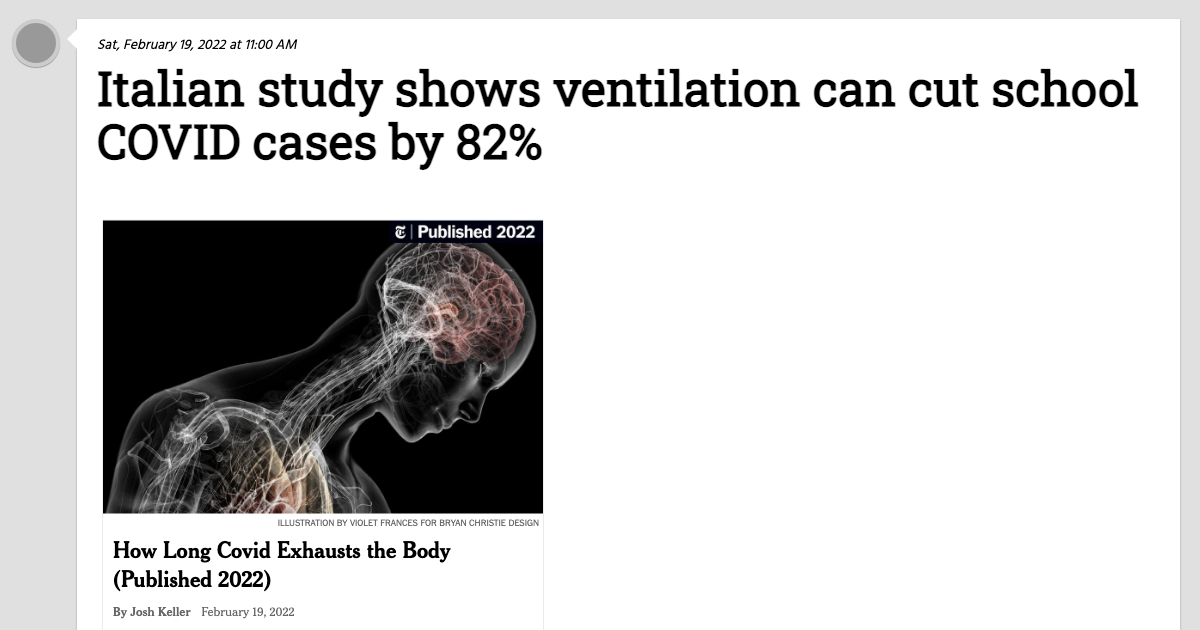 Sat, February 19, 2022 at 11:00 AM
Italian study shows ventilation can cut school
COVID cases by 82%
T | Published 2022
ILLUSTRATION BY VIOLET FRANCES FOR BRYAN CHRISTIE DESIGN
How Long Covid Exhausts the Body
(Published 2022)
By Josh Keller February 19, 2022